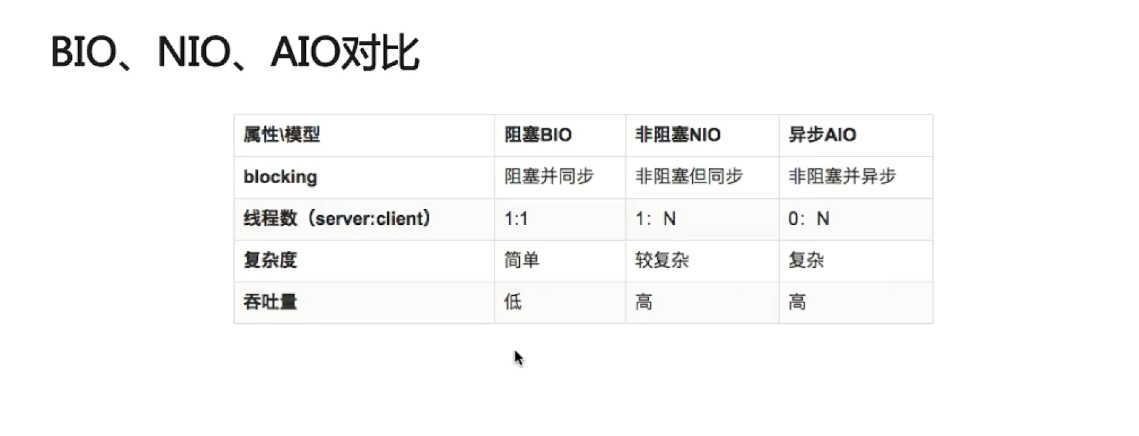 BIO、NIO、AIO对比
属性\模型 阻塞BIO 非阻塞NIO 异步AIO
blocking 阻塞并同步 非阻塞但同步 非阻塞并异步
线程数（server:client） 1:1 1：N 0：N
复杂度 简单 较复杂 复杂
吞吐量 低 高 高